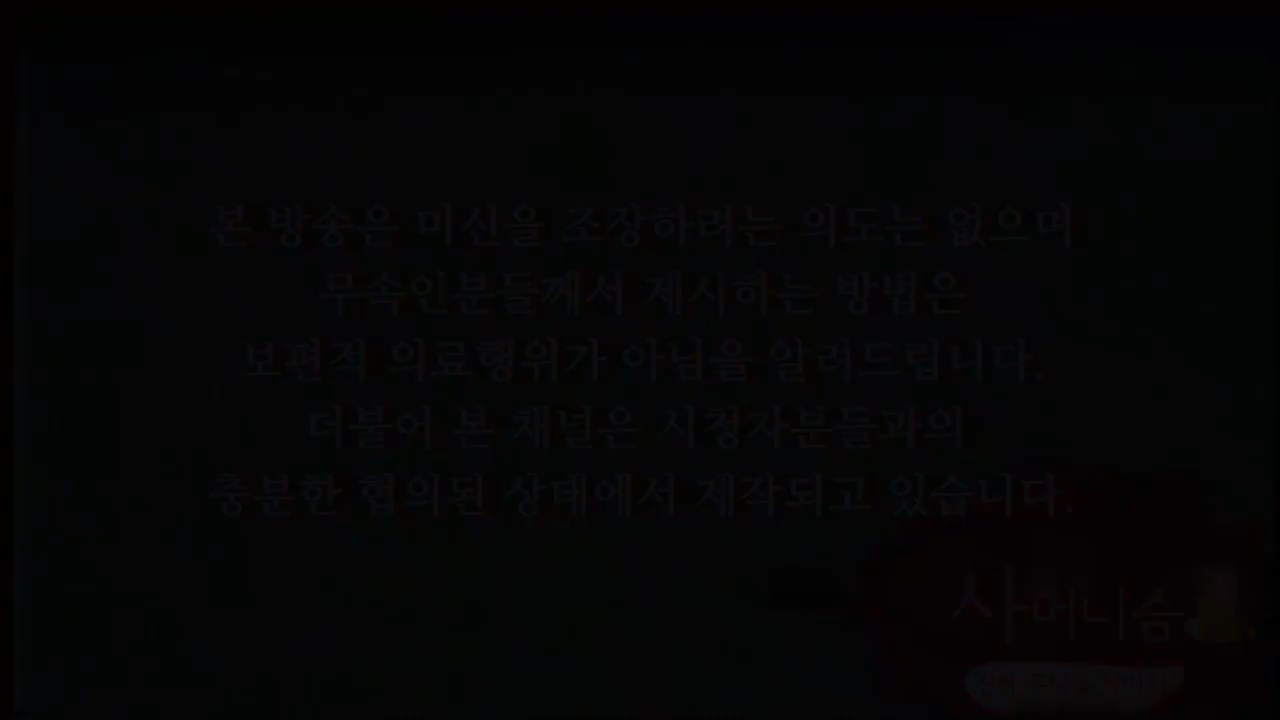 본 방송은 미신을 조장하려는 의도는 없으며
무속인분들께서 제시하는 방법은
보편적 의료행위가 아님을 알려드립니다.
더불어 본 채널은 시청자분들과의
충분한 협의된 상태에서 제작되고 있습니다.
샤머니즘